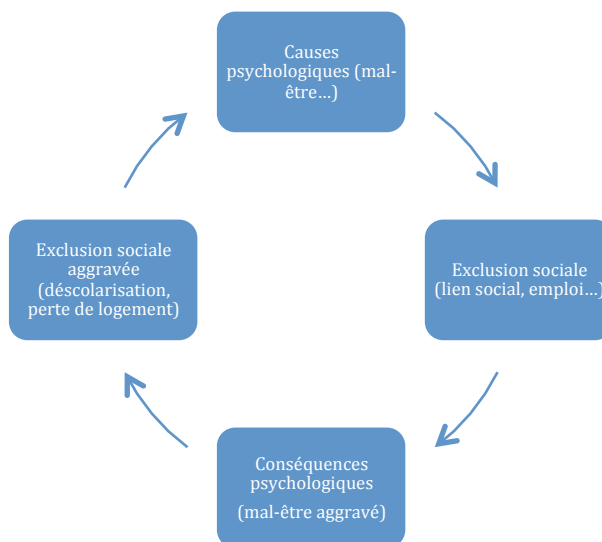 Causes
psychologiques (mal-
être…)
Exclusion sociale
(lien social, emploi…)
Conséquences
psychologiques
(mal-être aggravé)
Exclusion sociale
aggravée
(déscolarisation,
perte de logement)